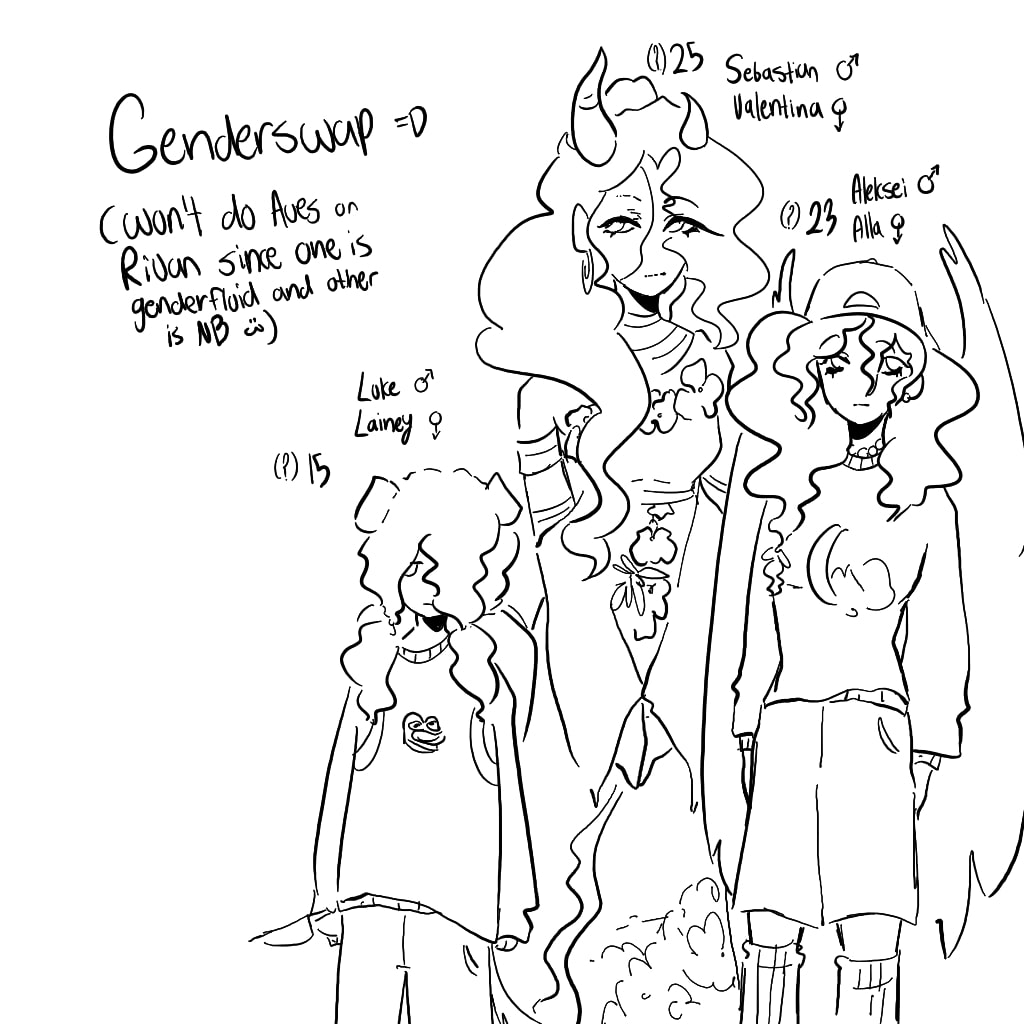 Genderswap =D
(won't do Aves or
Rivan since one is
genderfluid and other
is NB ü)
(?) 25
Sebastian ♂
Valentina ♀
(?) 23
Aleksei ♂
Alla ♀
Luke ♂
Lainey ♀
(?) 15